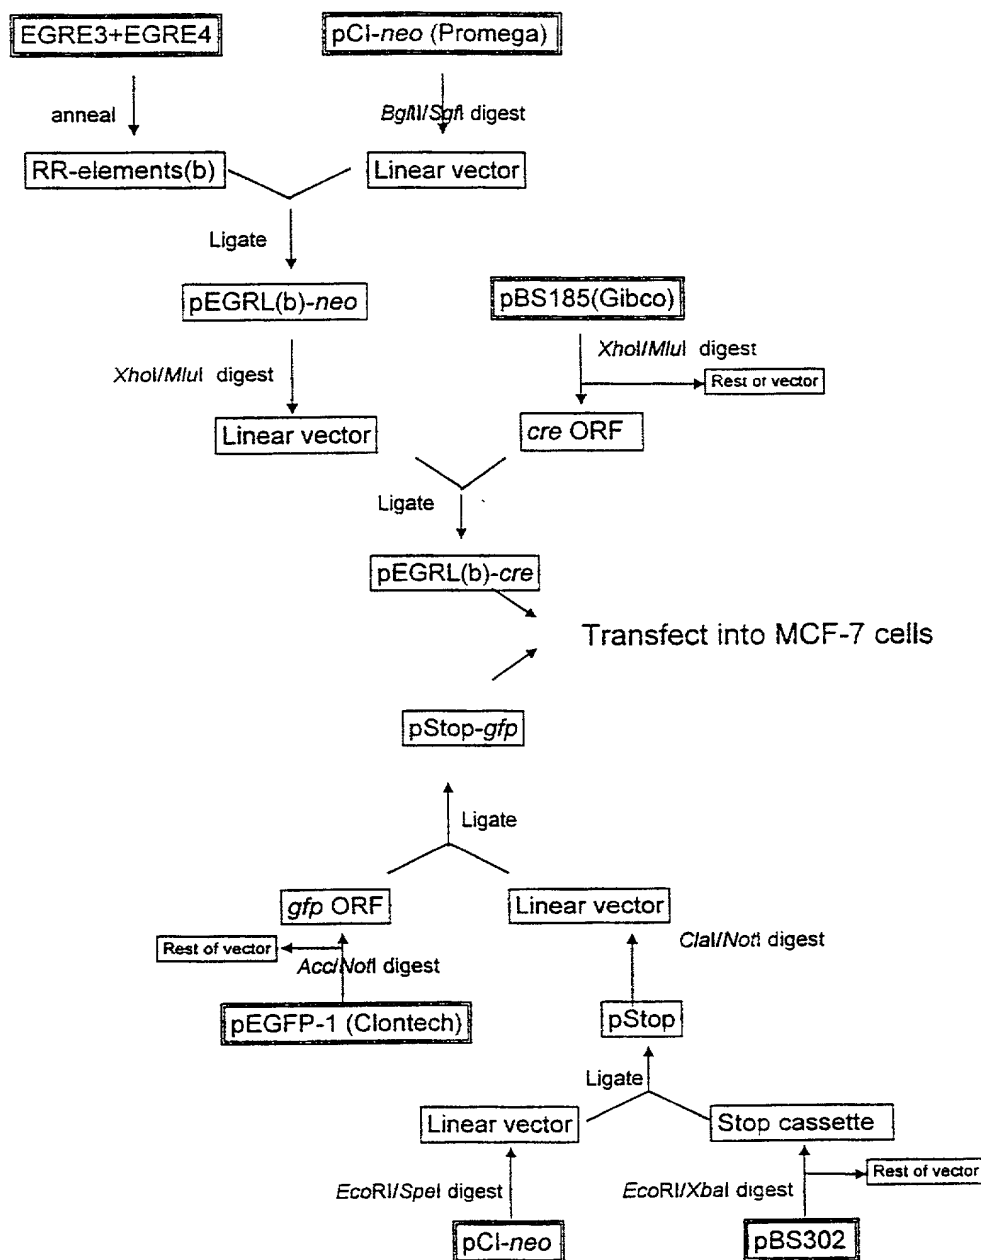 EGRE3+EGRE4
pCI-neo (Promega)
anneal
BglII/SgfI digest
RR-elements(b)
Linear vector
Ligate
pEGRL(b)-neo
pBS185(Gibco)
XhoI/MluI digest
XhoI/MluI digest
Rest of vector
Linear vector
cre ORF
Ligate
pEGRL(b)-cre
Transfect into MCF-7 cells
pStop-gfp
Ligate
gfp ORF
Linear vector
Rest of vector
AccI/NotI digest
ClaI/NotI digest
pEGFP-1 (Clontech)
pStop
Ligate
Linear vector
Stop cassette
Rest of vector
EcoRI/SpeI digest
EcoRI/XbaI digest
pCI-neo
pBS302